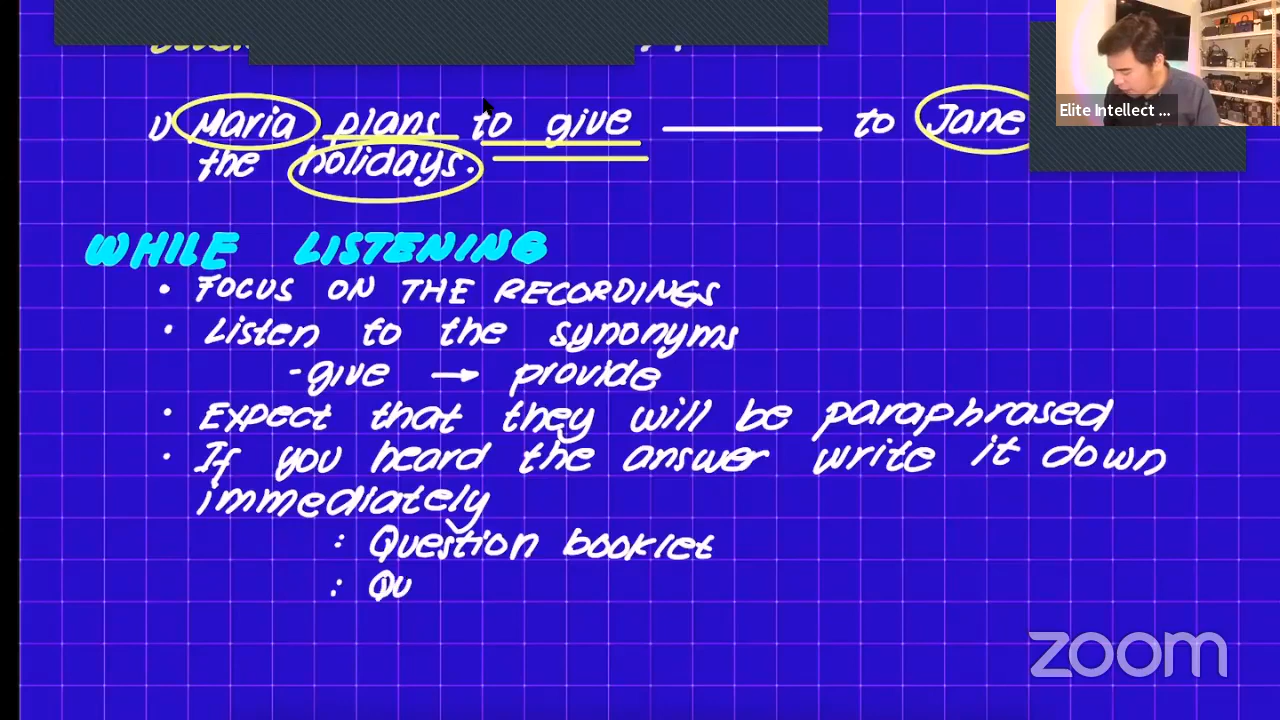 1) Maria plans to give ________ to Jane
the holidays.
Elite Intellect ...
WHILE LISTENING
• FOCUS ON THE RECORDINGS
• Listen to the synonyms
- give → provide
• Expect that they will be paraphrased
• If you heard the answer write it down
immediately
: Question booklet
: Qu
zoom